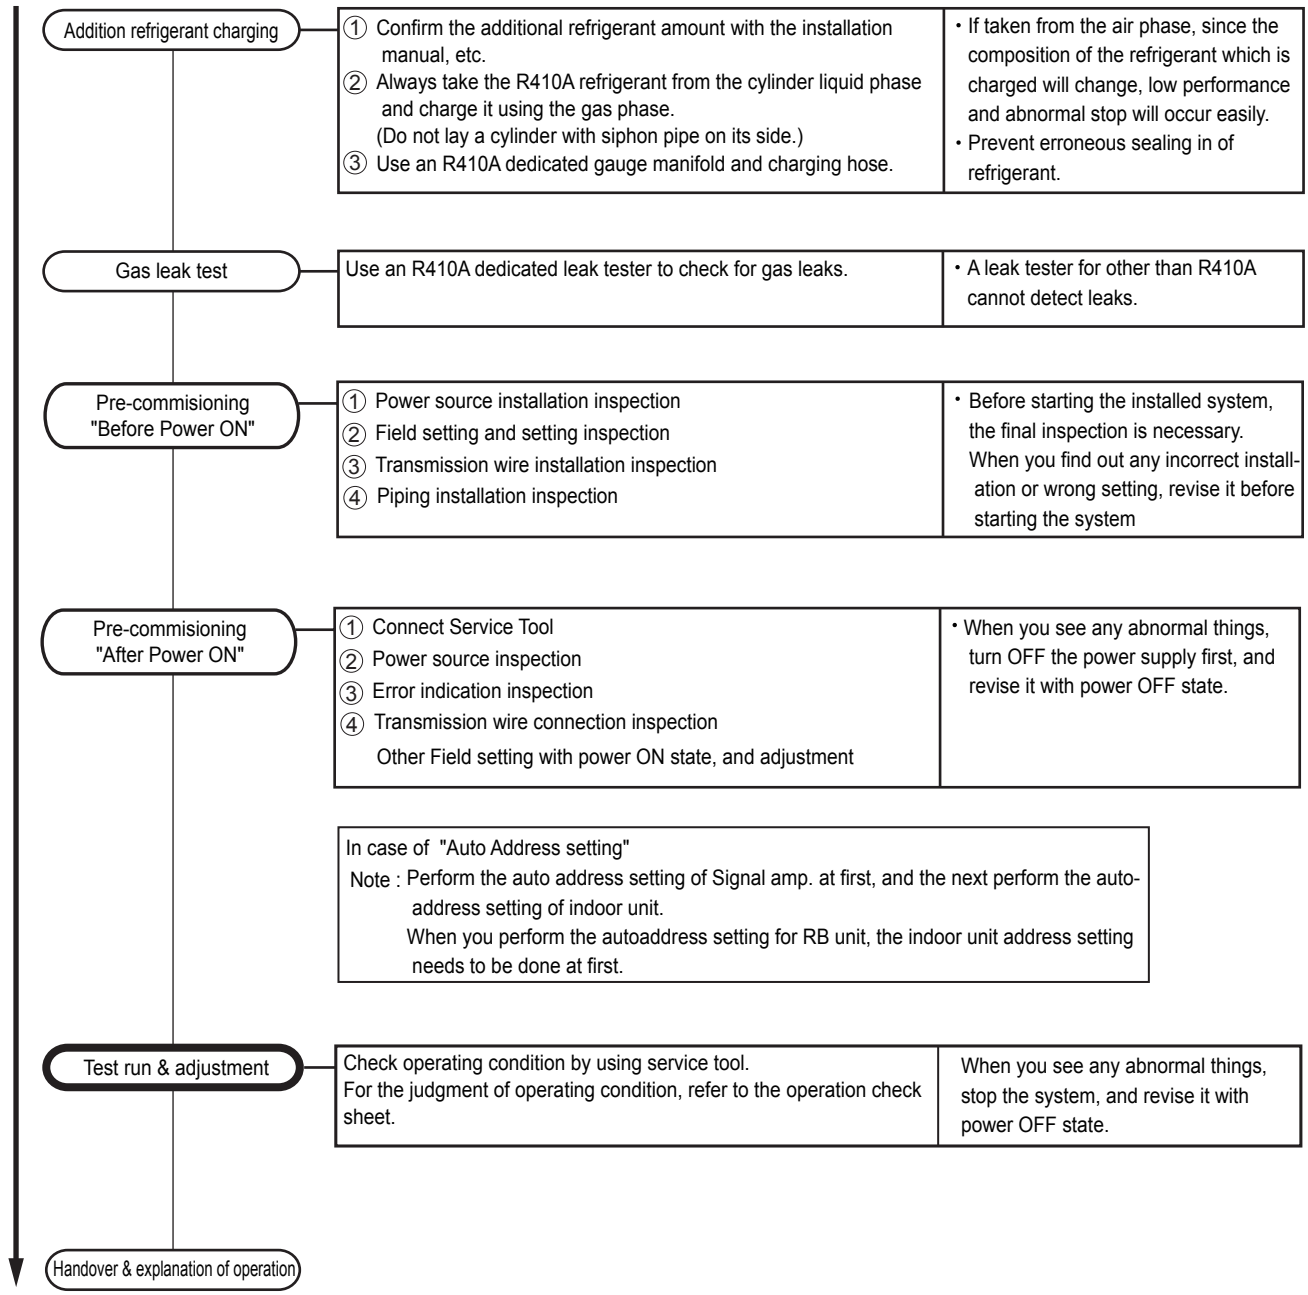 Addition refrigerant charging
① Confirm the additional refrigerant amount with the installation
manual, etc.
② Always take the R410A refrigerant from the cylinder liquid phase
and charge it using the gas phase.
(Do not lay a cylinder with siphon pipe on its side.)
③ Use an R410A dedicated gauge manifold and charging hose.
・If taken from the air phase, since the
composition of the refrigerant which is
charged will change, low performance
and abnormal stop will occur easily.
・Prevent erroneous sealing in of
refrigerant.
Gas leak test
Use an R410A dedicated leak tester to check for gas leaks.
・A leak tester for other than R410A
cannot detect leaks.
Pre-commisioning
"Before Power ON"
① Power source installation inspection
② Field setting and setting inspection
③ Transmission wire installation inspection
④ Piping installation inspection
・Before starting the installed system,
the final inspection is necessary.
When you find out any incorrect install-
ation or wrong setting, revise it before
starting the system
Pre-commisioning
"After Power ON"
① Connect Service Tool
② Power source inspection
③ Error indication inspection
④ Transmission wire connection inspection
Other Field setting with power ON state, and adjustment
・When you see any abnormal things,
turn OFF the power supply first, and
revise it with power OFF state.
In case of "Auto Address setting"
Note : Perform the auto address setting of Signal amp. at first, and the next perform the auto-
address setting of indoor unit.
When you perform the autoaddress setting for RB unit, the indoor unit address setting
needs to be done at first.
Test run & adjustment
Check operating condition by using service tool.
For the judgment of operating condition, refer to the operation check
sheet.
When you see any abnormal things,
stop the system, and revise it with
power OFF state.
Handover & explanation of operation